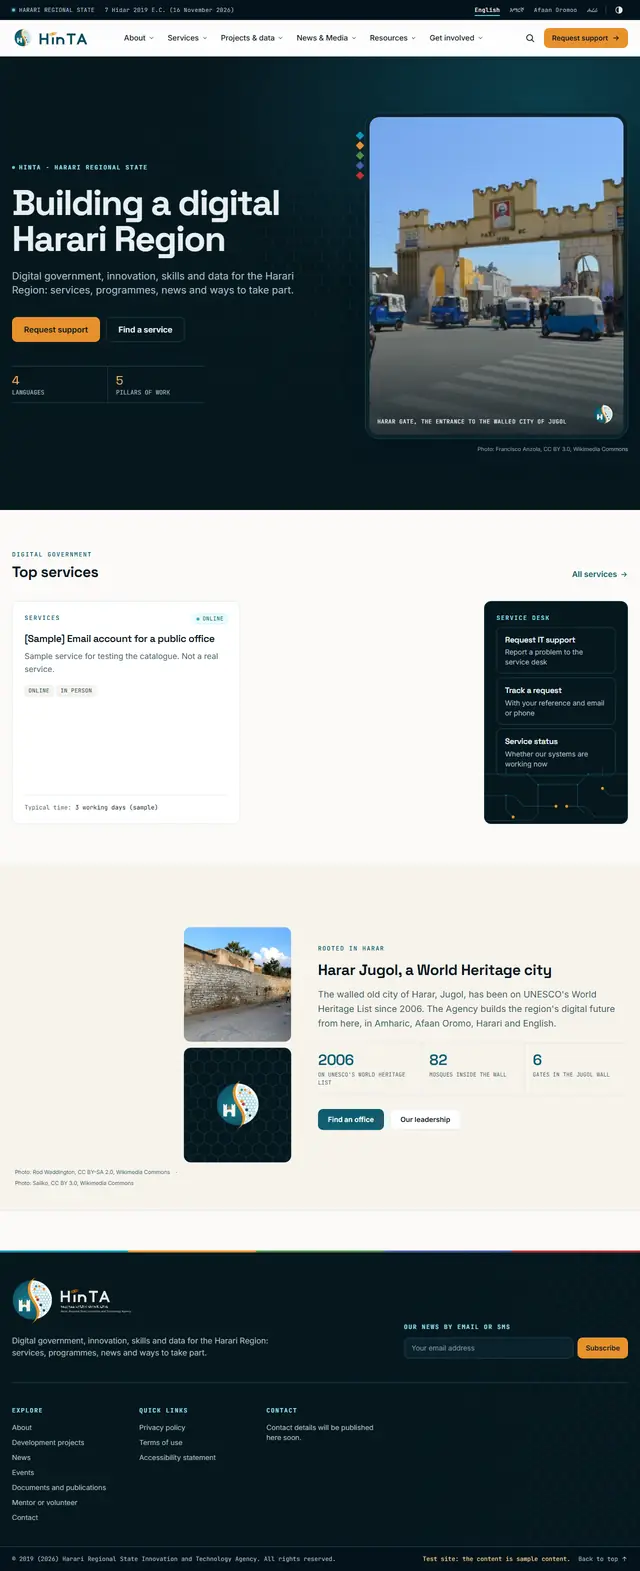 HARARI REGIONAL STATE 7 Hidar 2019 E.C. (16 November 2026)
English አማርኛ Afaan Oromoo
HinTA
About Services Projects & data News & Media Resources Get involved Request support →
HINTA - HARARI REGIONAL STATE
Building a digital
Harari Region
Digital government, innovation, skills and data for the Harari
Region: services, programmes, news and ways to take part.
Request support Find a service
4
LANGUAGES
5
PILLARS OF WORK
HARAR GATE, THE ENTRANCE TO THE WALLED CITY OF JUGOL
Photo: Francisco Anzola, CC BY 3.0, Wikimedia Commons
DIGITAL GOVERNMENT
Top services
All services →
SERVICES
ONLINE
[Sample] Email account for a public office
Sample service for testing the catalogue. Not a real
service.
ONLINE IN PERSON
Typical time: 3 working days (sample)
SERVICE DESK
Request IT support
Report a problem to the
service desk
Track a request
With your reference and email
or phone
Service status
Whether our systems are
working now
ROOTED IN HARAR
Harar Jugol, a World Heritage city
The walled old city of Harar, Jugol, has been on UNESCO's World
Heritage List since 2006. The Agency builds the region's digital future
from here, in Amharic, Afaan Oromo, Harari and English.
2006
ON UNESCO'S WORLD HERITAGE
LIST
82
MOSQUES INSIDE THE WALL
6
GATES IN THE JUGOL WALL
Find an office Our leadership
H
Photo: Rod Waddington, CC BY-SA 2.0, Wikimedia Commons
Photo: Sailko, CC BY 3.0, Wikimedia Commons
H HinTA
Digital government, innovation, skills and data for the Harari Region:
services, programmes, news and ways to take part.
OUR NEWS BY EMAIL OR SMS
Your email address Subscribe
EXPLORE
About
Development projects
News
Events
Documents and publications
Mentor or volunteer
Contact
QUICK LINKS
Privacy policy
Terms of use
Accessibility statement
CONTACT
Contact details will be published
here soon.
© 2019 (2026) Harari Regional State Innovation and Technology Agency. All rights reserved.
Test site: the content is sample content. Back to top ↑